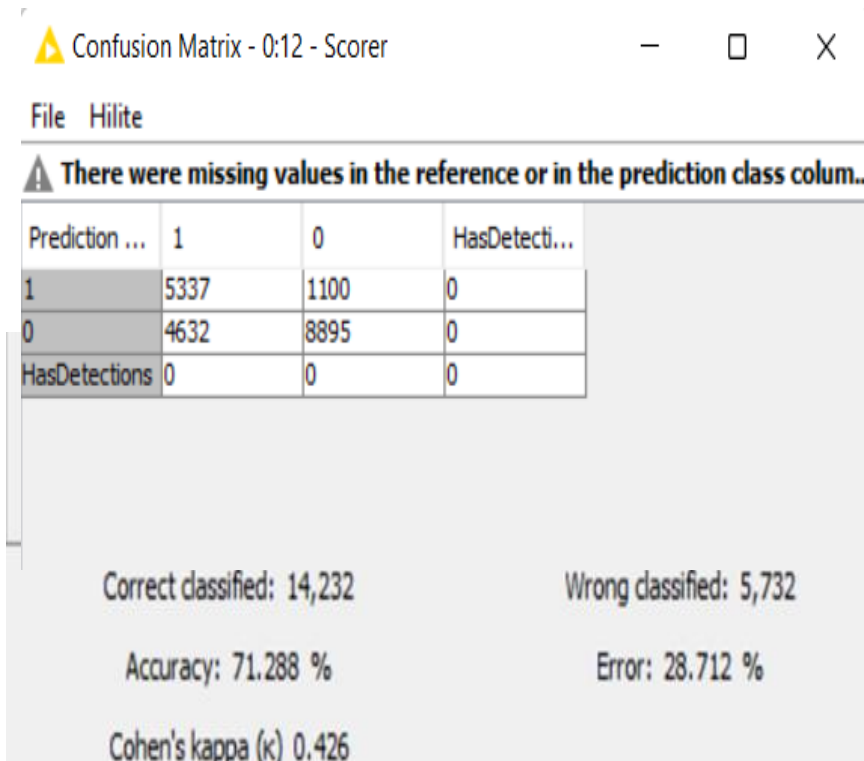 Confusion Matrix - 0:12 - Scorer
File Hilite
There were missing values in the reference or in the prediction class colum..
Prediction ... 1 0 HasDetecti...
1 5337 1100 0
0 4632 8895 0
HasDetections 0 0 0
Correct classified: 14,232 Wrong classified: 5,732
Accuracy: 71.288 % Error: 28.712 %
Cohen's kappa (κ) 0.426